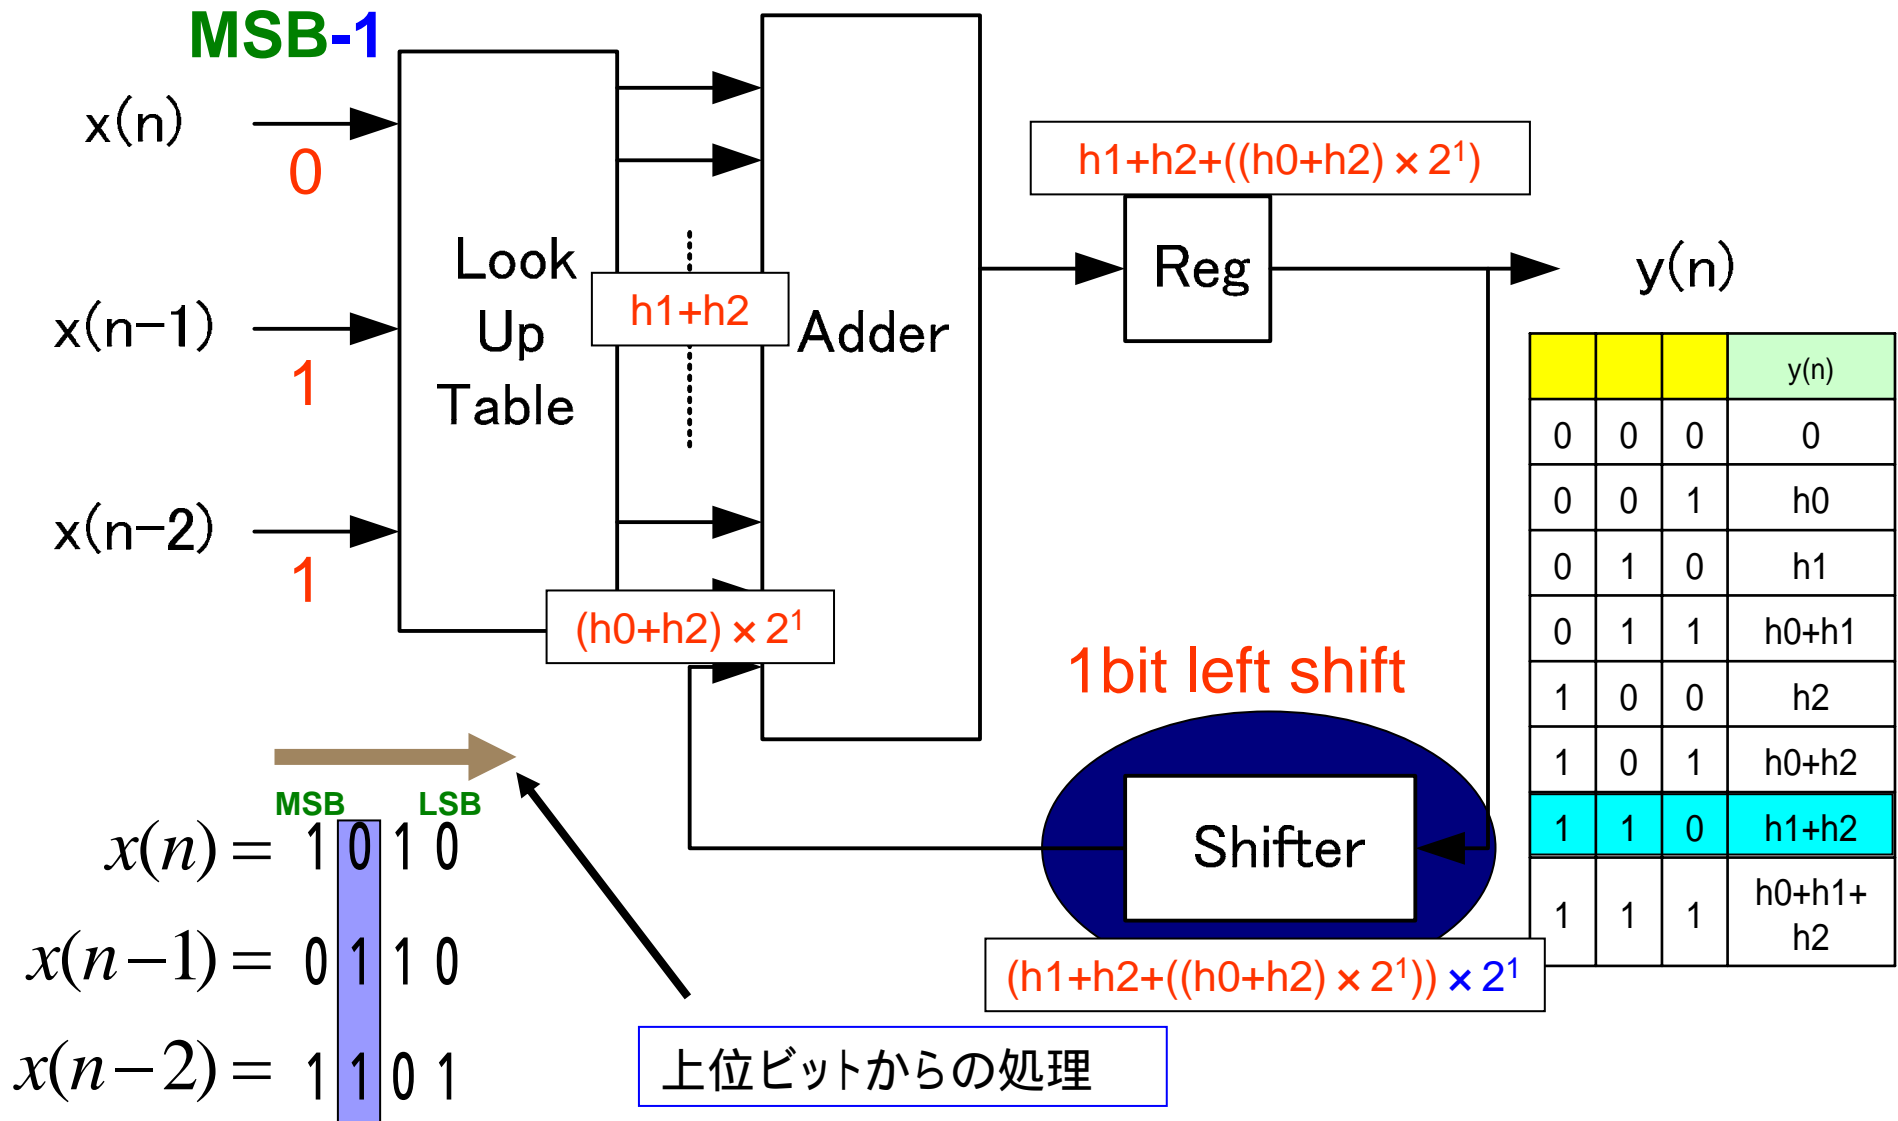 MSB-1
x(n)
0
x(n-1)
1
x(n-2)
1
Look
Up
Table
h1+h2
(h0+h2) × 2¹
Adder
h1+h2+((h0+h2) × 2¹)
Reg
y(n)
1bit left shift
Shifter
(h1+h2+((h0+h2) × 2¹)) × 2¹
y(n)
0 0 0 0
0 0 1 h0
0 1 0 h1
0 1 1 h0+h1
1 0 0 h2
1 0 1 h0+h2
1 1 0 h1+h2
1 1 1 h0+h1+
h2
MSB LSB
x(n) = 1 0 1 0
x(n-1) = 0 1 1 0
x(n-2) = 1 1 0 1
上位ビットからの処理